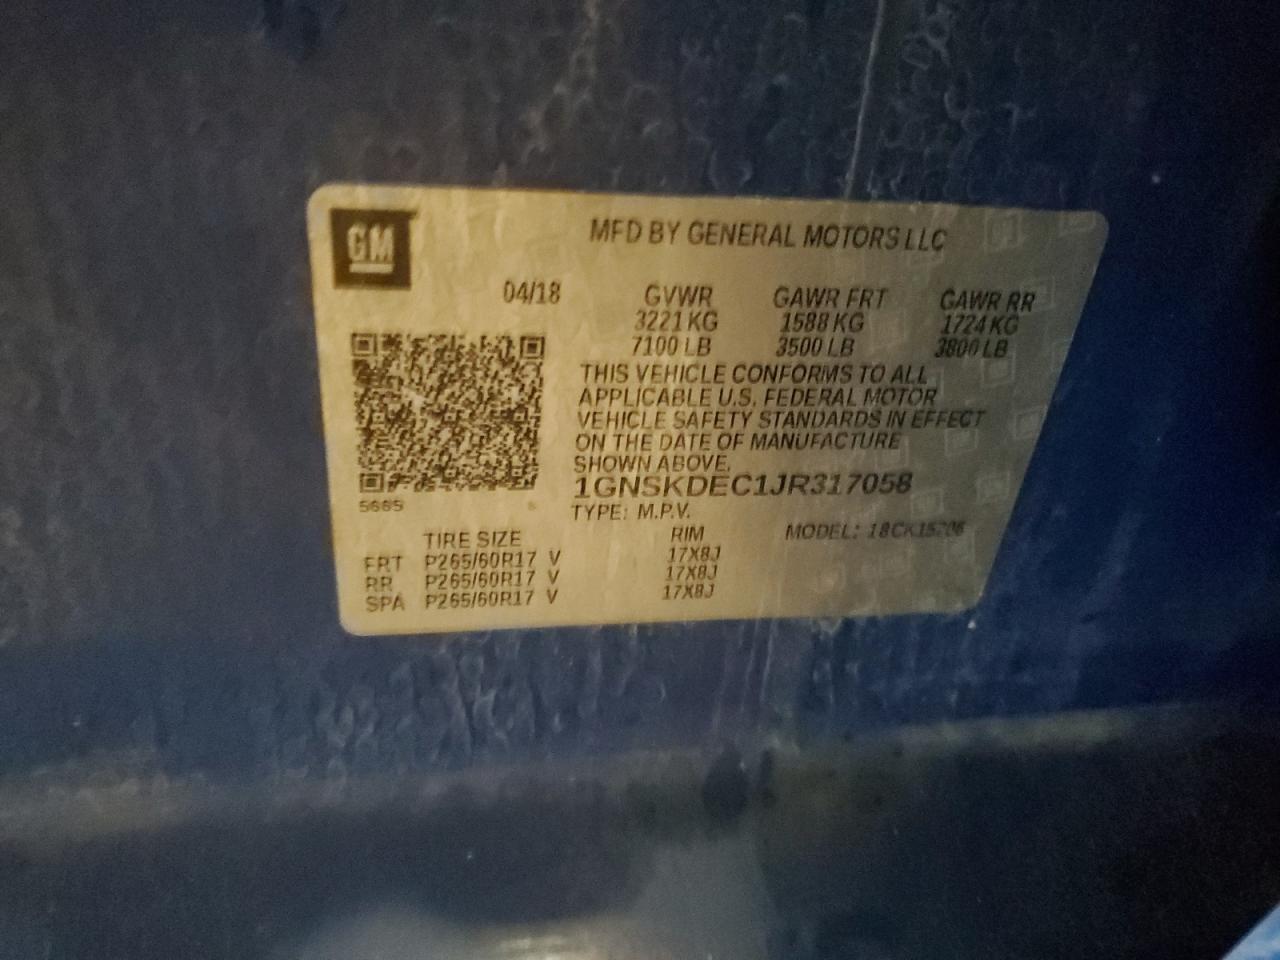 GM
MFD BY GENERAL MOTORS LLC
04/18 GVWR GAWR FRT GAWR RR
3221 KG 1588 KG 1724 KG
7100 LB 3500 LB 3800 LB
THIS VEHICLE CONFORMS TO ALL
APPLICABLE U.S. FEDERAL MOTOR
VEHICLE SAFETY STANDARDS IN EFFECT
ON THE DATE OF MANUFACTURE
SHOWN ABOVE.
1GNSKDEC1JR317058
5665
TYPE: M.P.V.
TIRE SIZE RIM MODEL: 18CK15706
FRT P265/60R17 V 17X8J
RR P265/60R17 V 17X8J
SPA P265/60R17 V 17X8J